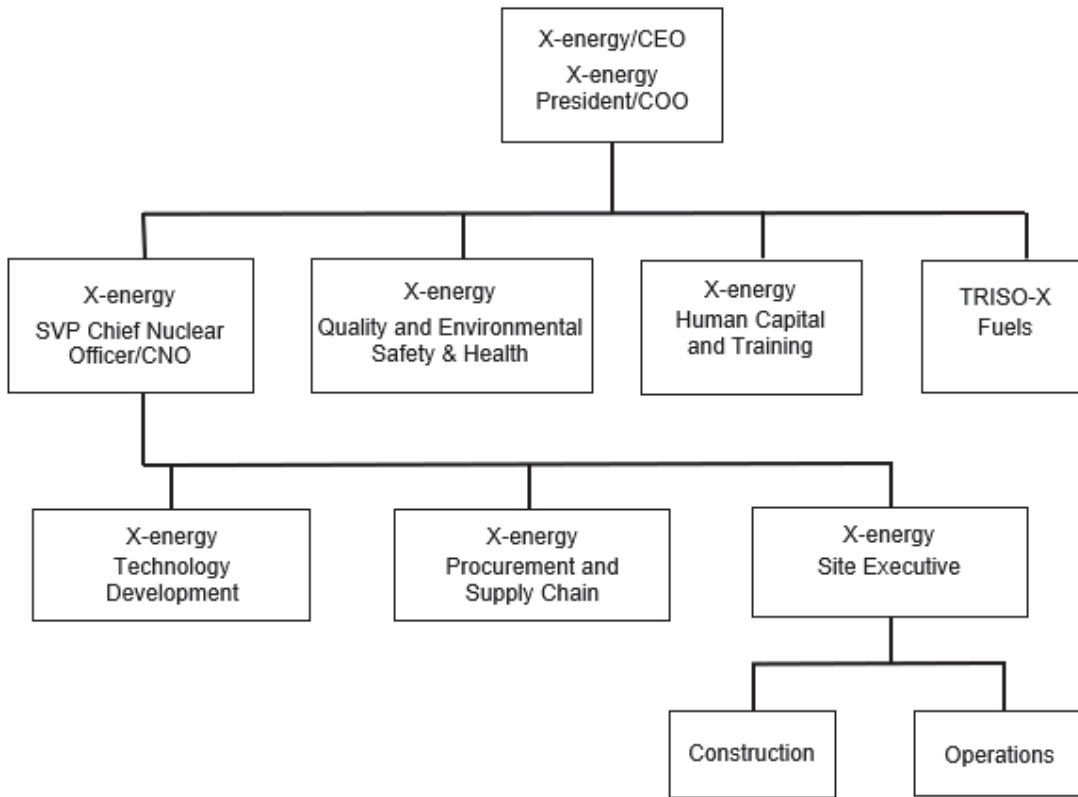 X-energy/CEO
X-energy
President/COO
X-energy
SVP Chief Nuclear
Officer/CNO
X-energy
Quality and Environmental
Safety & Health
X-energy
Human Capital
and Training
TRISO-X
Fuels
X-energy
Technology
Development
X-energy
Procurement and
Supply Chain
X-energy
Site Executive
Construction
Operations